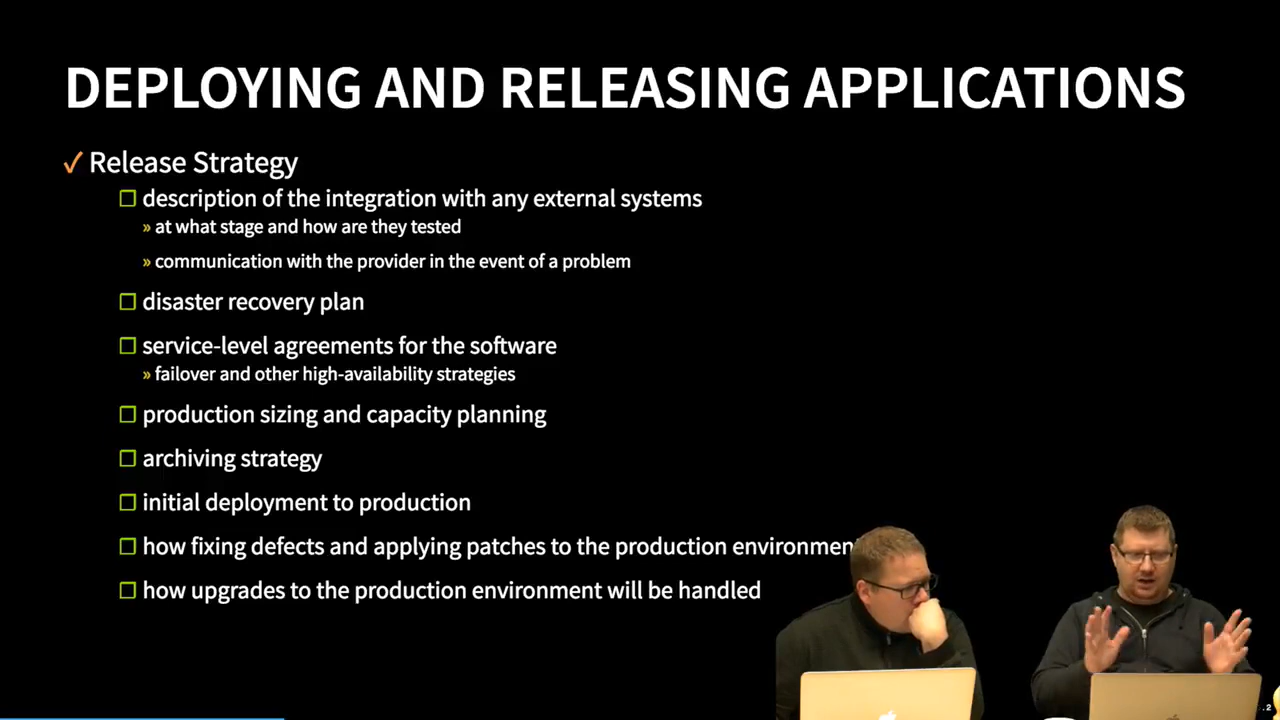 DEPLOYING AND RELEASING APPLICATIONS
✓ Release Strategy
❒ description of the integration with any external systems
» at what stage and how are they tested
» communication with the provider in the event of a problem
❒ disaster recovery plan
❒ service-level agreements for the software
» failover and other high-availability strategies
❒ production sizing and capacity planning
❒ archiving strategy
❒ initial deployment to production
❒ how fixing defects and applying patches to the production environmen
❒ how upgrades to the production environment will be handled
.2